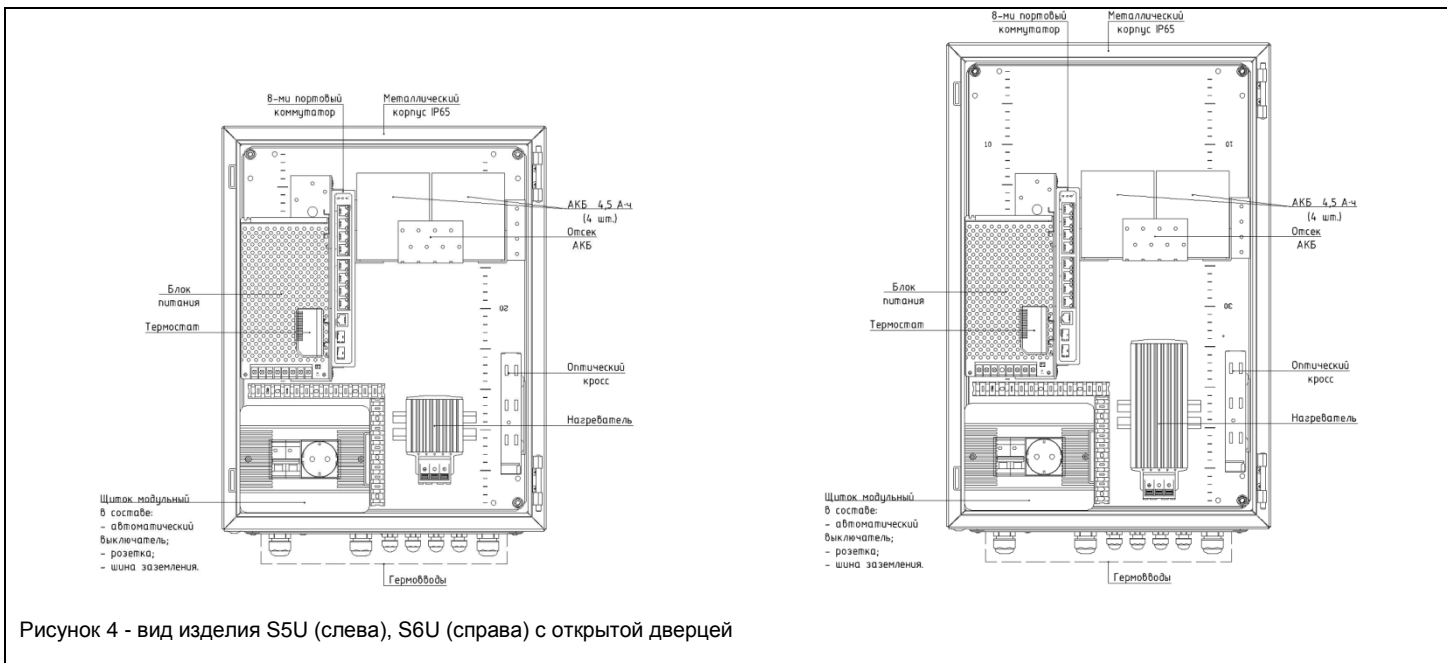 8-ми портовый
коммутатор
Металлический
корпус IP65
АКБ 4,5 А·ч
(4 шт.)
Отсек
АКБ
Блок
питания
Термостат
20
Оптический
кросс
Нагреватель
Щиток модульный
в составе:
- автоматический
выключатель;
- розетка;
- шина заземления.
Гермовводы
8-ми портовый
коммутатор
Металлический
корпус IP65
10
10
АКБ 4,5 А·ч
(4 шт.)
Отсек
АКБ
Блок
питания
30
Термостат
Оптический
кросс
Нагреватель
Щиток модульный
в составе:
- автоматический
выключатель;
- розетка;
- шина заземления.
Гермовводы
Рисунок 4 - вид изделия S5U (слева), S6U (справа) с открытой дверцей